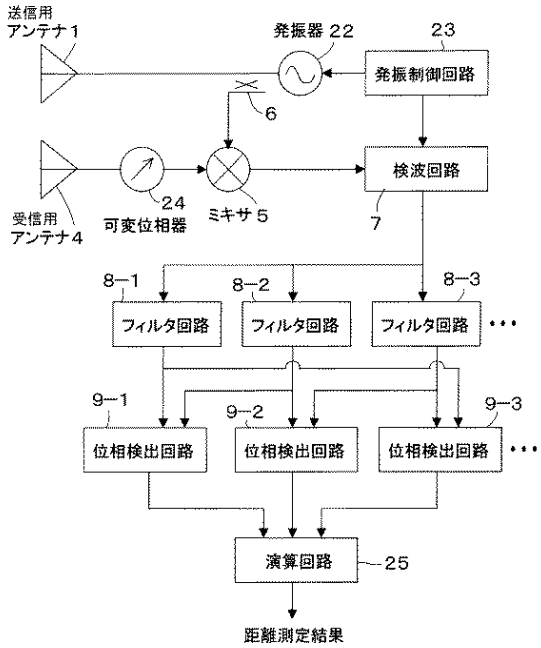 送信用
アンテナ1
発振器 22
23
発振制御回路
6
検波回路
7
受信用
アンテナ4
24
可変位相器
ミキサ5
8-1
8-2
8-3
フィルタ回路
フィルタ回路
フィルタ回路
•••
9-1
9-2
9-3
位相検出回路
位相検出回路
位相検出回路
•••
演算回路
25
距離測定結果